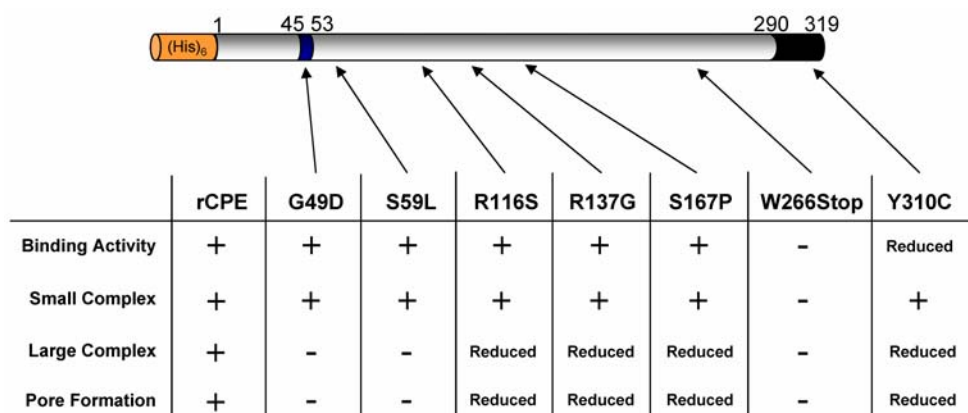 1 45 53 290 319
(His)6
rCPE G49D S59L R116S R137G S167P W266Stop Y310C
Binding Activity + + + + + + - Reduced
Small Complex + + + + + + - +
Large Complex + - - Reduced Reduced Reduced - Reduced
Pore Formation + - - Reduced Reduced Reduced - Reduced